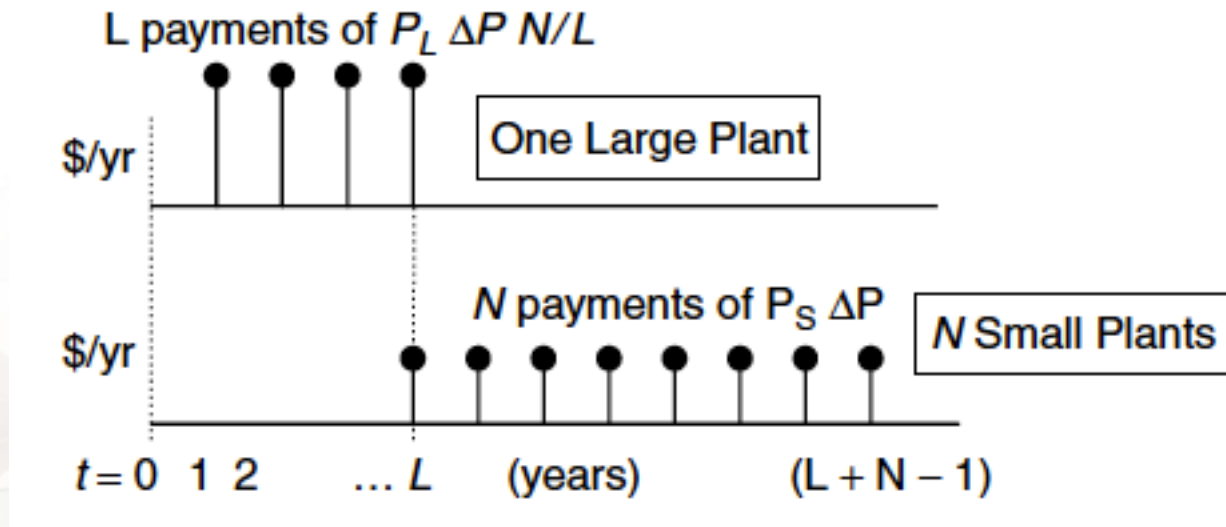 L payments of P_L ΔP N/L
One Large Plant
$/yr
N payments of P_S ΔP
N Small Plants
$/yr
t = 0 1 2 ... L (years) (L + N – 1)